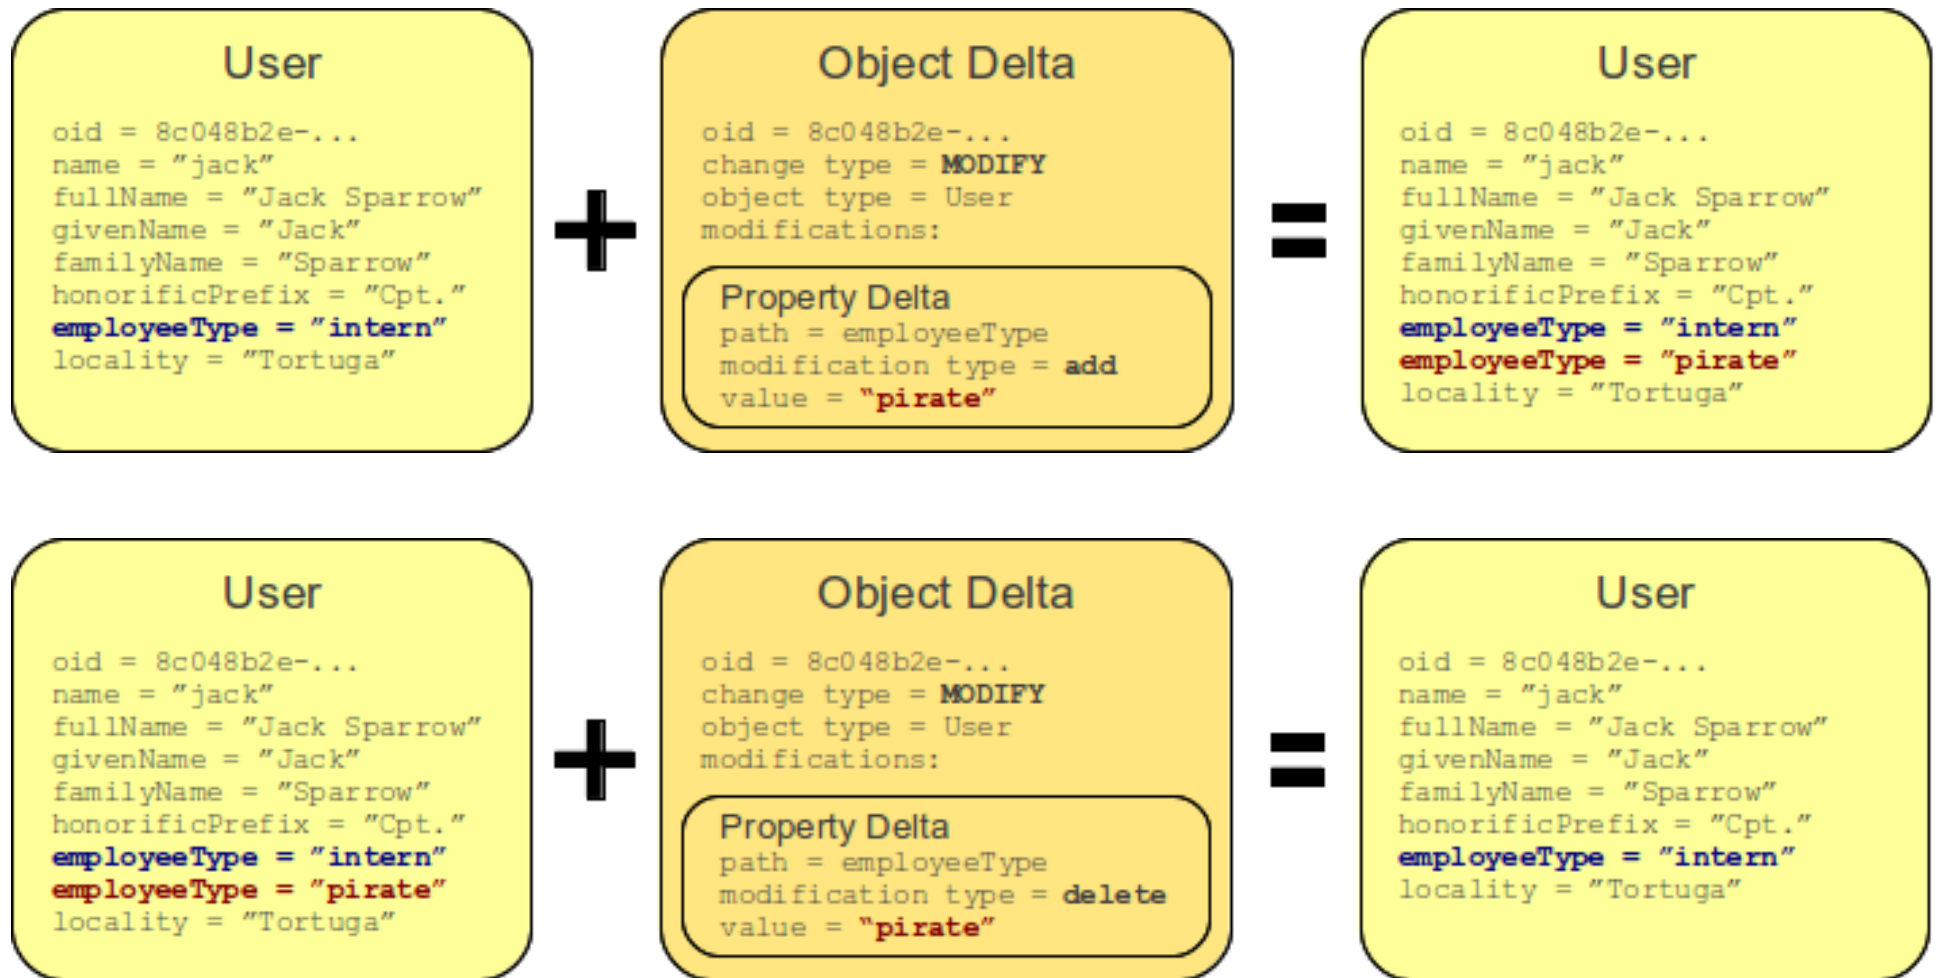 User
oid = 8c048b2e-...
name = ”jack”
fullName = ”Jack Sparrow”
givenName = ”Jack”
familyName = ”Sparrow”
honorificPrefix = ”Cpt.”
employeeType = ”intern”
locality = ”Tortuga”
+
Object Delta
oid = 8c048b2e-...
change type = MODIFY
object type = User
modifications:
Property Delta
path = employeeType
modification type = add
value = “pirate”
=
User
oid = 8c048b2e-...
name = ”jack”
fullName = ”Jack Sparrow”
givenName = ”Jack”
familyName = ”Sparrow”
honorificPrefix = ”Cpt.”
employeeType = ”intern”
employeeType = ”pirate”
locality = ”Tortuga”
User
oid = 8c048b2e-...
name = ”jack”
fullName = ”Jack Sparrow”
givenName = ”Jack”
familyName = ”Sparrow”
honorificPrefix = ”Cpt.”
employeeType = ”intern”
employeeType = ”pirate”
locality = ”Tortuga”
+
Object Delta
oid = 8c048b2e-...
change type = MODIFY
object type = User
modifications:
Property Delta
path = employeeType
modification type = delete
value = “pirate”
=
User
oid = 8c048b2e-...
name = ”jack”
fullName = ”Jack Sparrow”
givenName = ”Jack”
familyName = ”Sparrow”
honorificPrefix = ”Cpt.”
employeeType = ”intern”
locality = ”Tortuga”